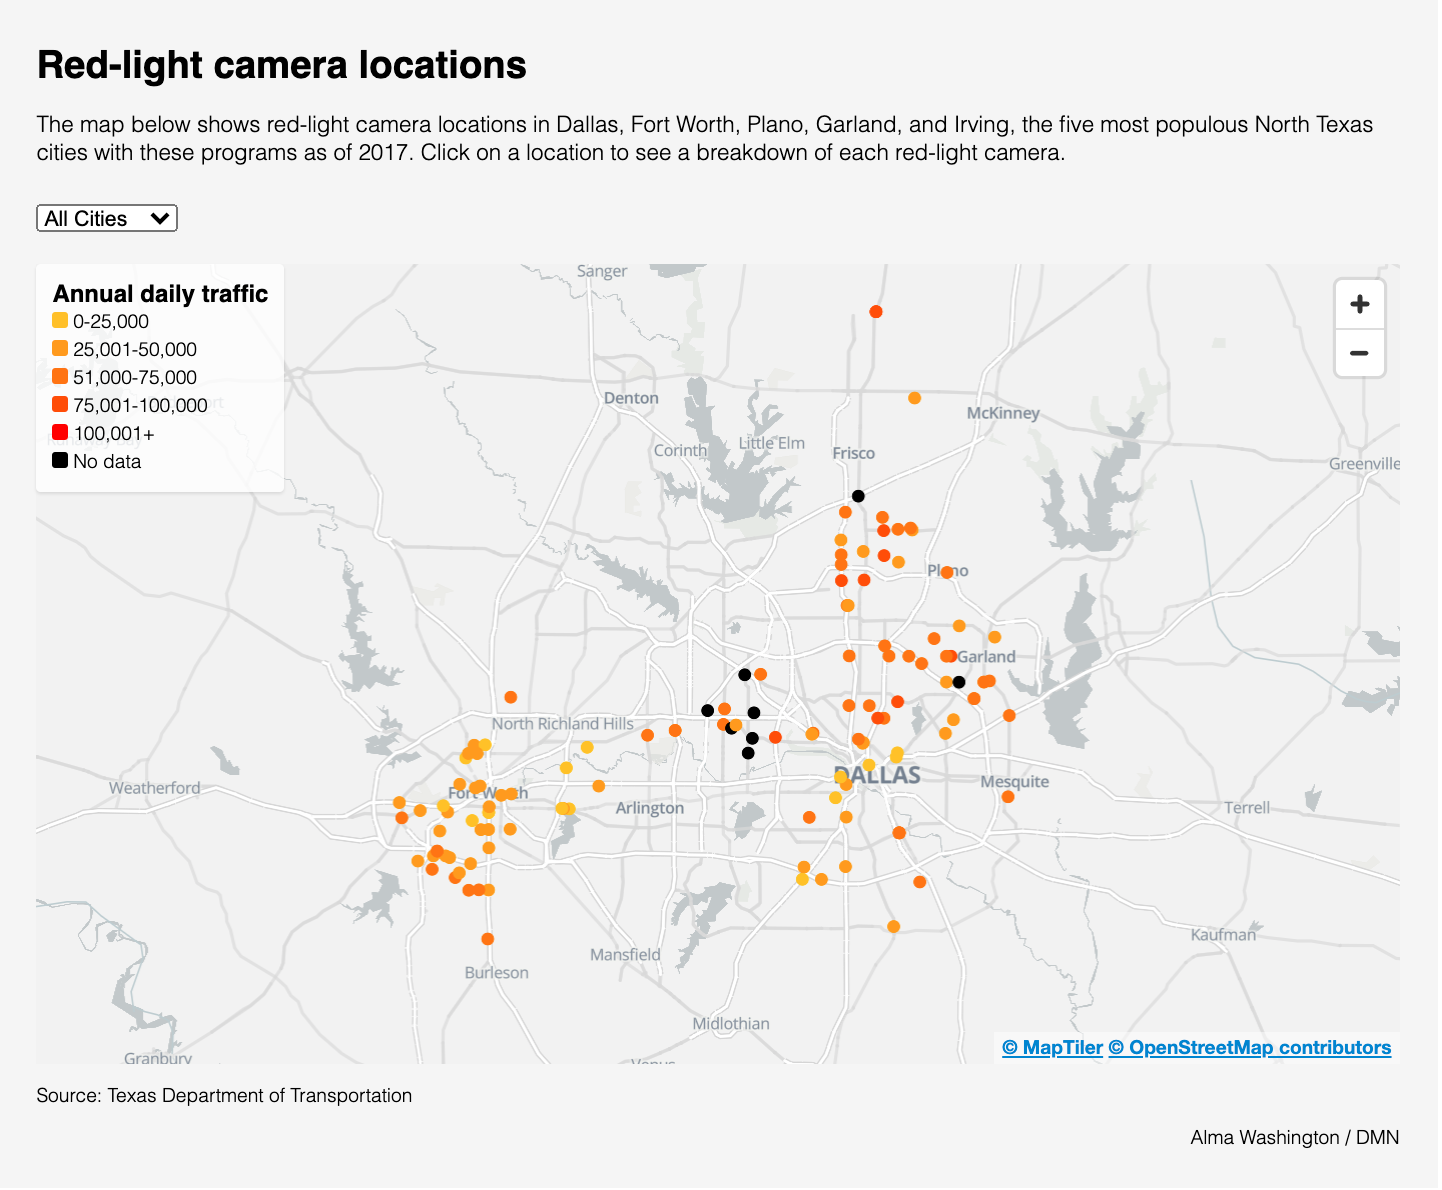 Red-light camera locations
The map below shows red-light camera locations in Dallas, Fort Worth, Plano, Garland, and Irving, the five most populous North Texas
cities with these programs as of 2017. Click on a location to see a breakdown of each red-light camera.
All Cities
Annual daily traffic
0-25,000
25,001-50,000
51,000-75,000
75,001-100,000
100,001+
No data
+
−
Sanger
Denton
McKinney
Corinth
Little Elm
Frisco
Greenville
Plano
Garland
North Richland Hills
Weatherford
Fort Worth
Arlington
DALLAS
Mesquite
Terrell
Mansfield
Kaufman
Burleson
Midlothian
Granbury
© MapTiler © OpenStreetMap contributors
Source: Texas Department of Transportation
Alma Washington / DMN